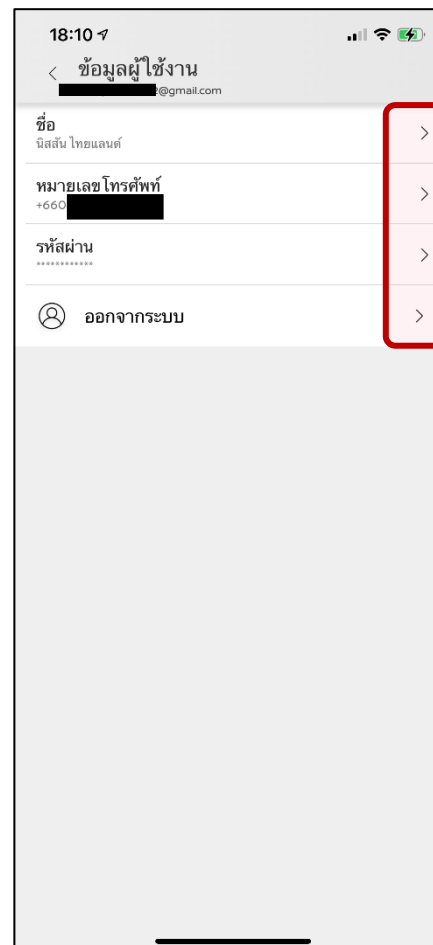 18:10
ข้อมูลผู้ใช้งาน
@gmail.com
ชื่อ
นิสสัน ไทยแลนด์
หมายเลขโทรศัพท์
+660
รหัสผ่าน
************
ออกจากระบบ